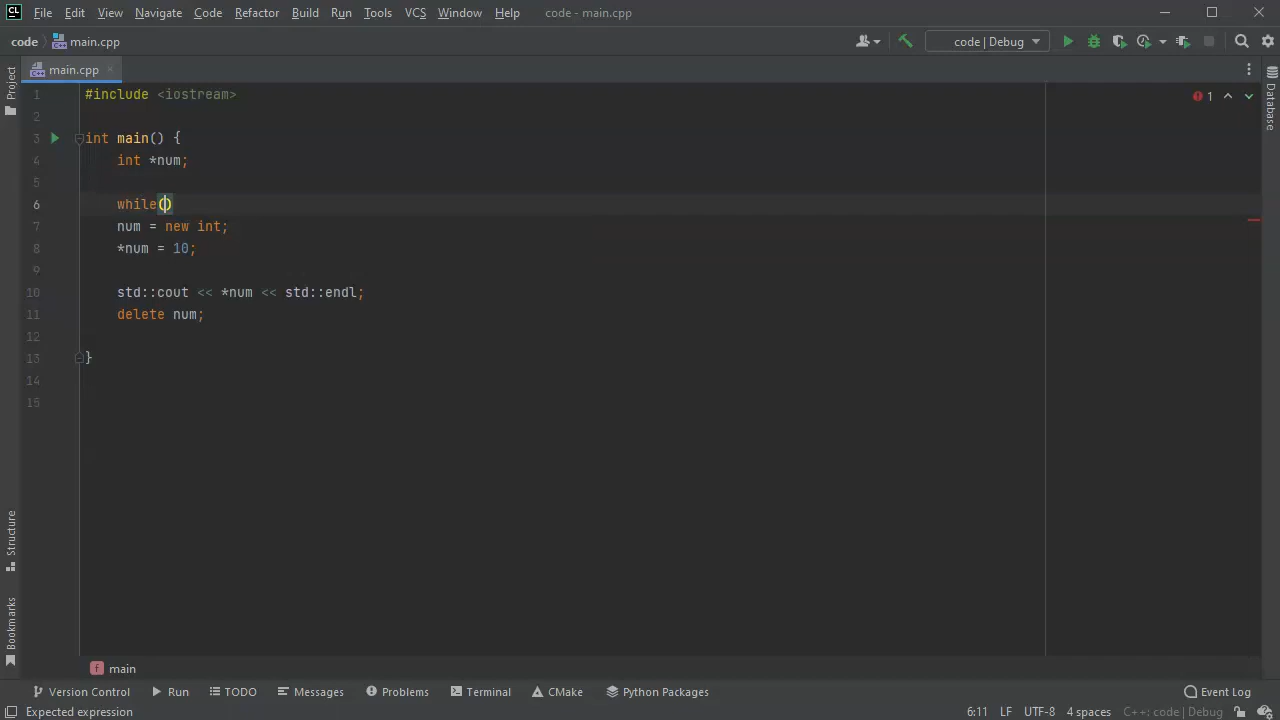 CL File Edit View Navigate Code Refactor Build Run Tools VCS Window Help code - main.cpp
code main.cpp code | Debug
Project main.cpp
Database
1 #include <iostream> 1
2
3 int main() {
4 int *num;
5
6 while()
7 num = new int;
8 *num = 10;
9
10 std::cout << *num << std::endl;
11 delete num;
12
13 }
14
15
Structure
Bookmarks
f main
Version Control Run TODO Messages Problems Terminal CMake Python Packages Event Log
Expected expression 6:11 LF UTF-8 4 spaces C++: code | Debug